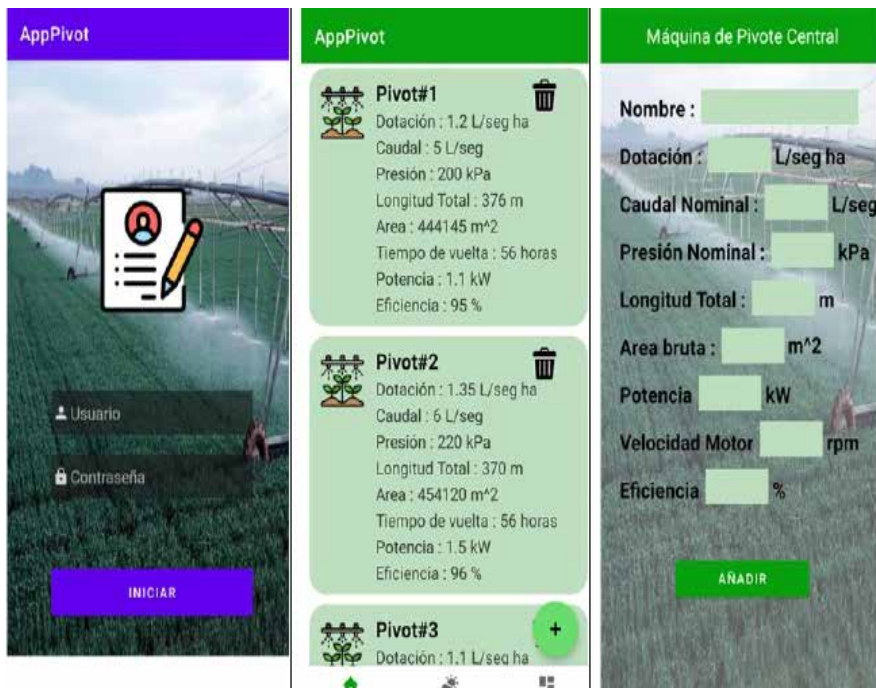 AppPivot
Usuario
Contraseña
INICIAR
AppPivot
Pivot#1
Dotación : 1.2 L/seg ha
Caudal : 5 L/seg
Presión : 200 kPa
Longitud Total : 376 m
Area : 444145 m^2
Tiempo de vuelta : 56 horas
Potencia : 1.1 kW
Eficiencia : 95 %
Pivot#2
Dotación : 1.35 L/seg ha
Caudal : 6 L/seg
Presión : 220 kPa
Longitud Total : 370 m
Area : 454120 m^2
Tiempo de vuelta : 56 horas
Potencia : 1.5 kW
Eficiencia : 96 %
Pivot#3
+
Dotación : 1.1 L/seg ha
Máquina de Pivote Central
Nombre :
Dotación : L/seg ha
Caudal Nominal : L/seg
Presión Nominal : kPa
Longitud Total : m
Area bruta : m^2
Potencia kW
Velocidad Motor rpm
Eficiencia %
AÑADIR